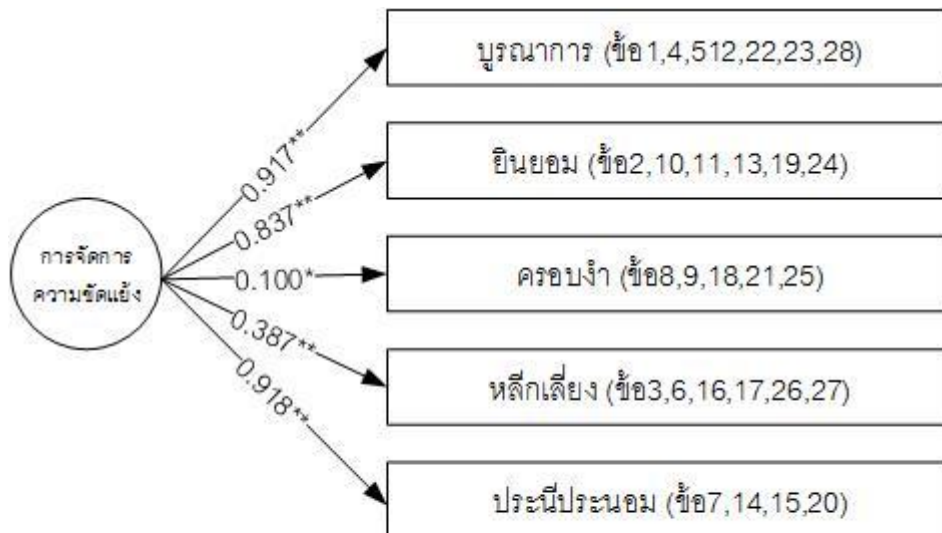 บูรณาการ (ข้อ1,4,512,22,23,28)
0.917**
ยินยอม (ข้อ2,10,11,13,19,24)
0.837**
การจัดการ
ความขัดแย้ง
ครอบงำ (ข้อ8,9,18,21,25)
0.100*
หลีกเลี่ยง (ข้อ3,6,16,17,26,27)
0.387**
ประนีประนอม (ข้อ7,14,15,20)
0.918**